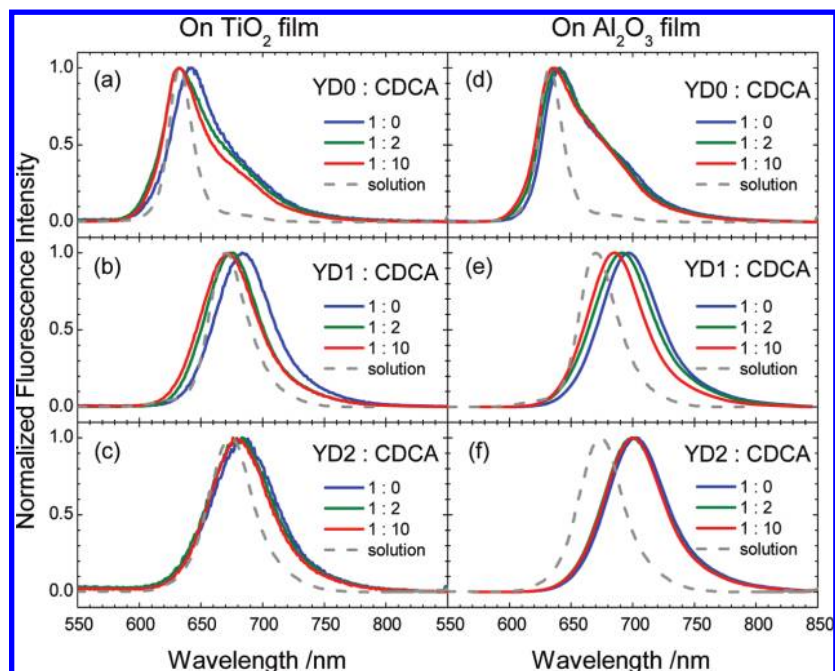 On TiO₂ film
On Al₂O₃ film
Normalized Fluorescence Intensity
1.0
0.5
0.0
(a)
YD0 : CDCA
1 : 0
1 : 2
1 : 10
solution
(d)
YD0 : CDCA
1 : 0
1 : 2
1 : 10
solution
1.0
0.5
0.0
(b)
YD1 : CDCA
1 : 0
1 : 2
1 : 10
solution
(e)
YD1 : CDCA
1 : 0
1 : 2
1 : 10
solution
1.0
0.5
0.0
(c)
YD2 : CDCA
1 : 0
1 : 2
1 : 10
solution
(f)
YD2 : CDCA
1 : 0
1 : 2
1 : 10
solution
550 600 650 700 750 800 550 600 650 700 750 800 850
Wavelength /nm
Wavelength /nm